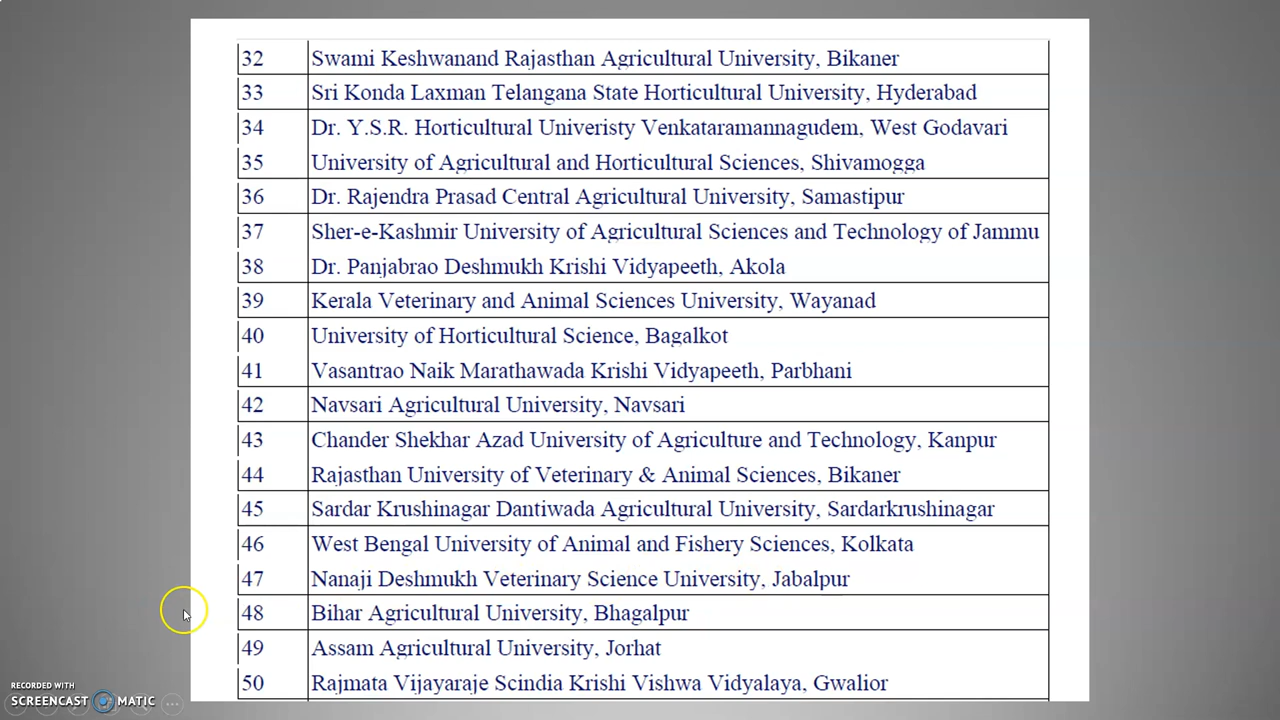 32 Swami Keshwanand Rajasthan Agricultural University, Bikaner
33 Sri Konda Laxman Telangana State Horticultural University, Hyderabad
34 Dr. Y.S.R. Horticultural Univeristy Venkataramannagudem, West Godavari
35 University of Agricultural and Horticultural Sciences, Shivamogga
36 Dr. Rajendra Prasad Central Agricultural University, Samastipur
37 Sher-e-Kashmir University of Agricultural Sciences and Technology of Jammu
38 Dr. Panjabrao Deshmukh Krishi Vidyapeeth, Akola
39 Kerala Veterinary and Animal Sciences University, Wayanad
40 University of Horticultural Science, Bagalkot
41 Vasantrao Naik Marathawada Krishi Vidyapeeth, Parbhani
42 Navsari Agricultural University, Navsari
43 Chander Shekhar Azad University of Agriculture and Technology, Kanpur
44 Rajasthan University of Veterinary & Animal Sciences, Bikaner
45 Sardar Krushinagar Dantiwada Agricultural University, Sardarkrushinagar
46 West Bengal University of Animal and Fishery Sciences, Kolkata
47 Nanaji Deshmukh Veterinary Science University, Jabalpur
48 Bihar Agricultural University, Bhagalpur
49 Assam Agricultural University, Jorhat
50 Rajmata Vijayaraje Scindia Krishi Vishwa Vidyalaya, Gwalior
RECORDED WITH
SCREENCAST MATIC